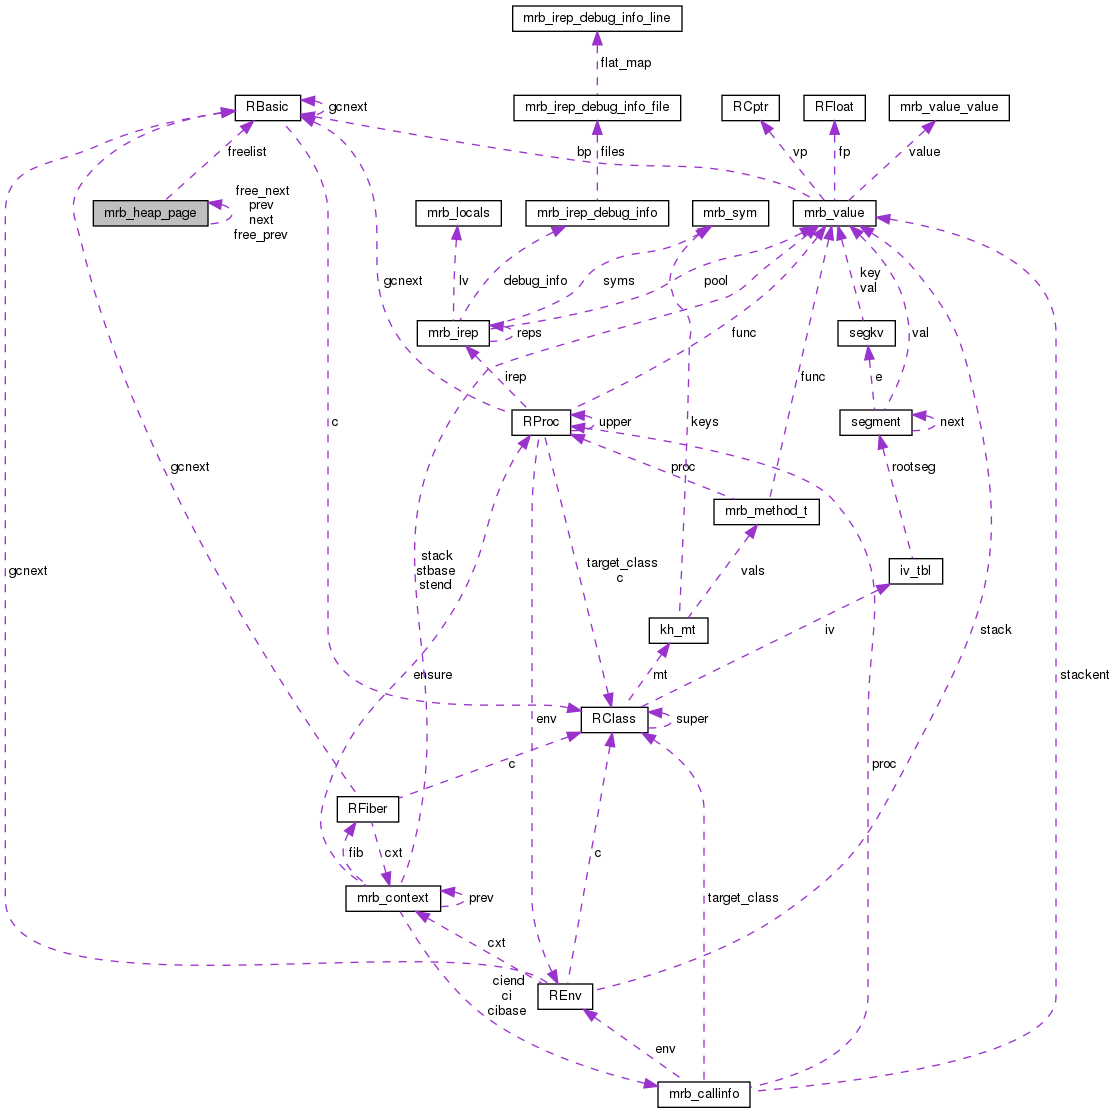 mrb_irep_debug_info_line
flat_map
RBasic
gcnext
mrb_irep_debug_info_file
RCptr
RFloat
mrb_value_value
freelist
bp
files
vp
fp
value
mrb_heap_page
free_next
prev
next
free_prev
mrb_locals
mrb_irep_debug_info
mrb_sym
mrb_value
gcnext
lv
debug_info
syms
pool
key
val
mrb_irep
reps
func
segkv
val
irep
func
e
c
RProc
upper
keys
segment
next
gcnext
proc
rootseg
mrb_method_t
stack
stbase
stend
gcnext
target_class
c
vals
iv_tbl
kh_mt
iv
stack
ensure
mt
stackent
env
RClass
super
c
proc
RFiber
fib
cxt
c
mrb_context
prev
target_class
cxt
ciend
ci
cibase
REnv
env
mrb_callinfo